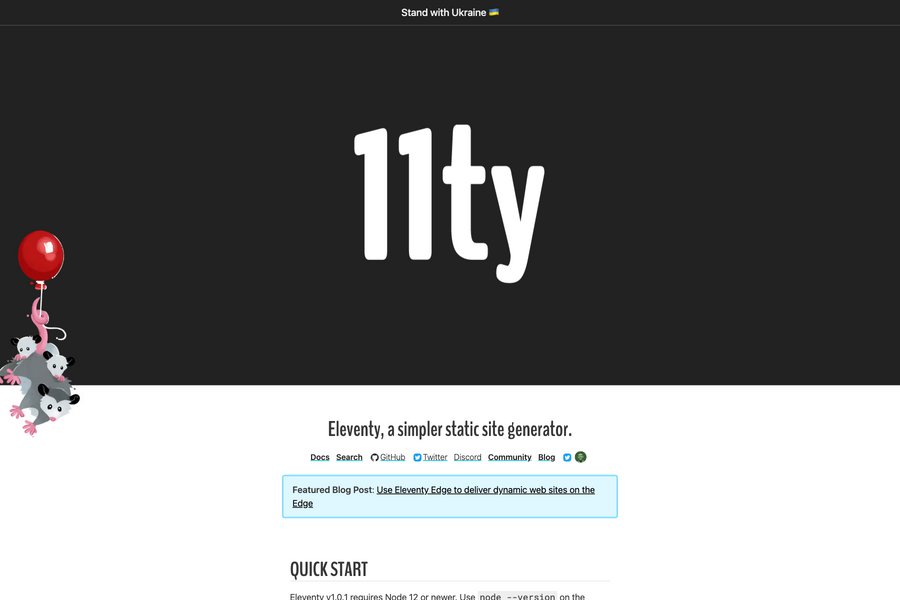 Stand with Ukraine 🇺🇦
11ty
Eleventy, a simpler static site generator.
Docs Search GitHub Twitter Discord Community Blog
Featured Blog Post: Use Eleventy Edge to deliver dynamic web sites on the
Edge
QUICK START
Eleventy v1.0.1 requires Node 12 or newer. Use node --version on the